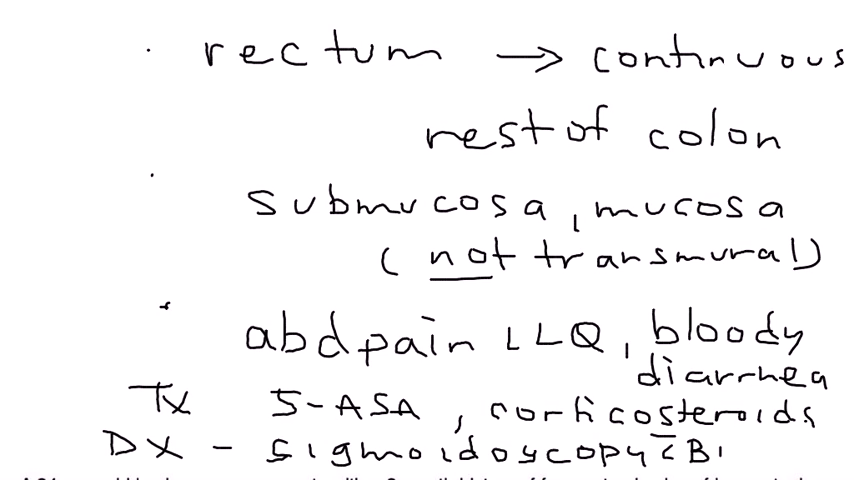 rectum → continuous
rest of colon
submucosa, mucosa
(not transmural)
abd pain LLQ, bloody
diarrhea
Tx 5-ASA, corticosteroids
DX - sigmoidoscopy